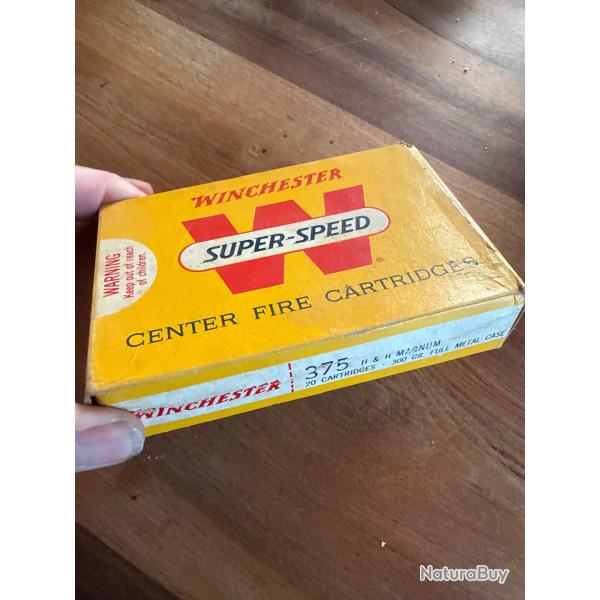 WINCHESTER
W
SUPER-SPEED
®
CENTER FIRE CARTRIDGES
WARNING
Keep out of reach
of children.
WINCHESTER
375 H & H MAGNUM
20 CARTRIDGES - 300 GR. FULL METAL CASE
NaturaBuy